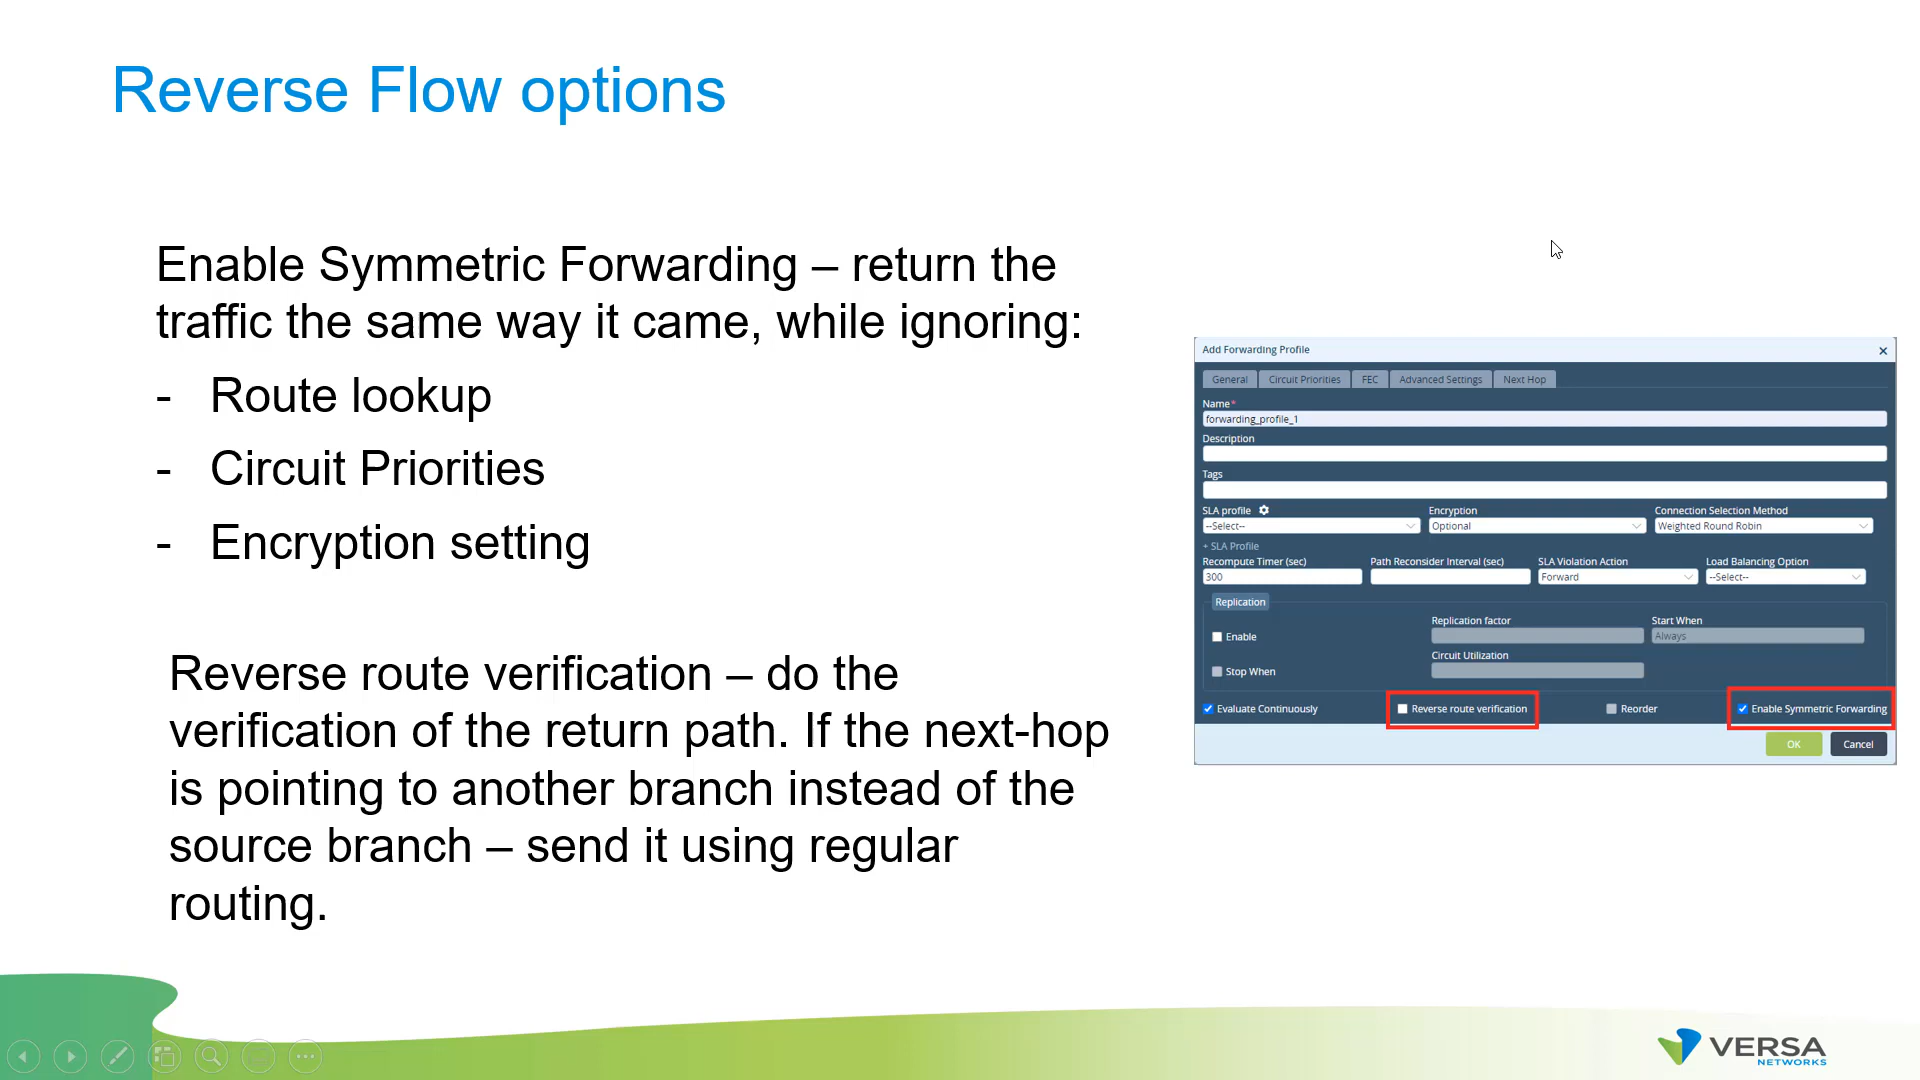 Reverse Flow options
Enable Symmetric Forwarding – return the
traffic the same way it came, while ignoring:
- Route lookup
- Circuit Priorities
- Encryption setting
Reverse route verification – do the
verification of the return path. If the next-hop
is pointing to another branch instead of the
source branch – send it using regular
routing.
Add Forwarding Profile
General Circuit Priorities FEC Advanced Settings Next Hop
Name*
forwarding_profile_1
Description
Tags
SLA profile Encryption Connection Selection Method
--Select-- Optional Weighted Round Robin
+ SLA Profile
Recompute Timer (sec) Path Reconsider Interval (sec) SLA Violation Action Load Balancing Option
300 Forward --Select--
Replication
Replication factor Start When
Enable Always
Circuit Utilization
Stop When
Evaluate Continuously Reverse route verification Reorder Enable Symmetric Forwarding
OK Cancel
VERSA
NETWORKS